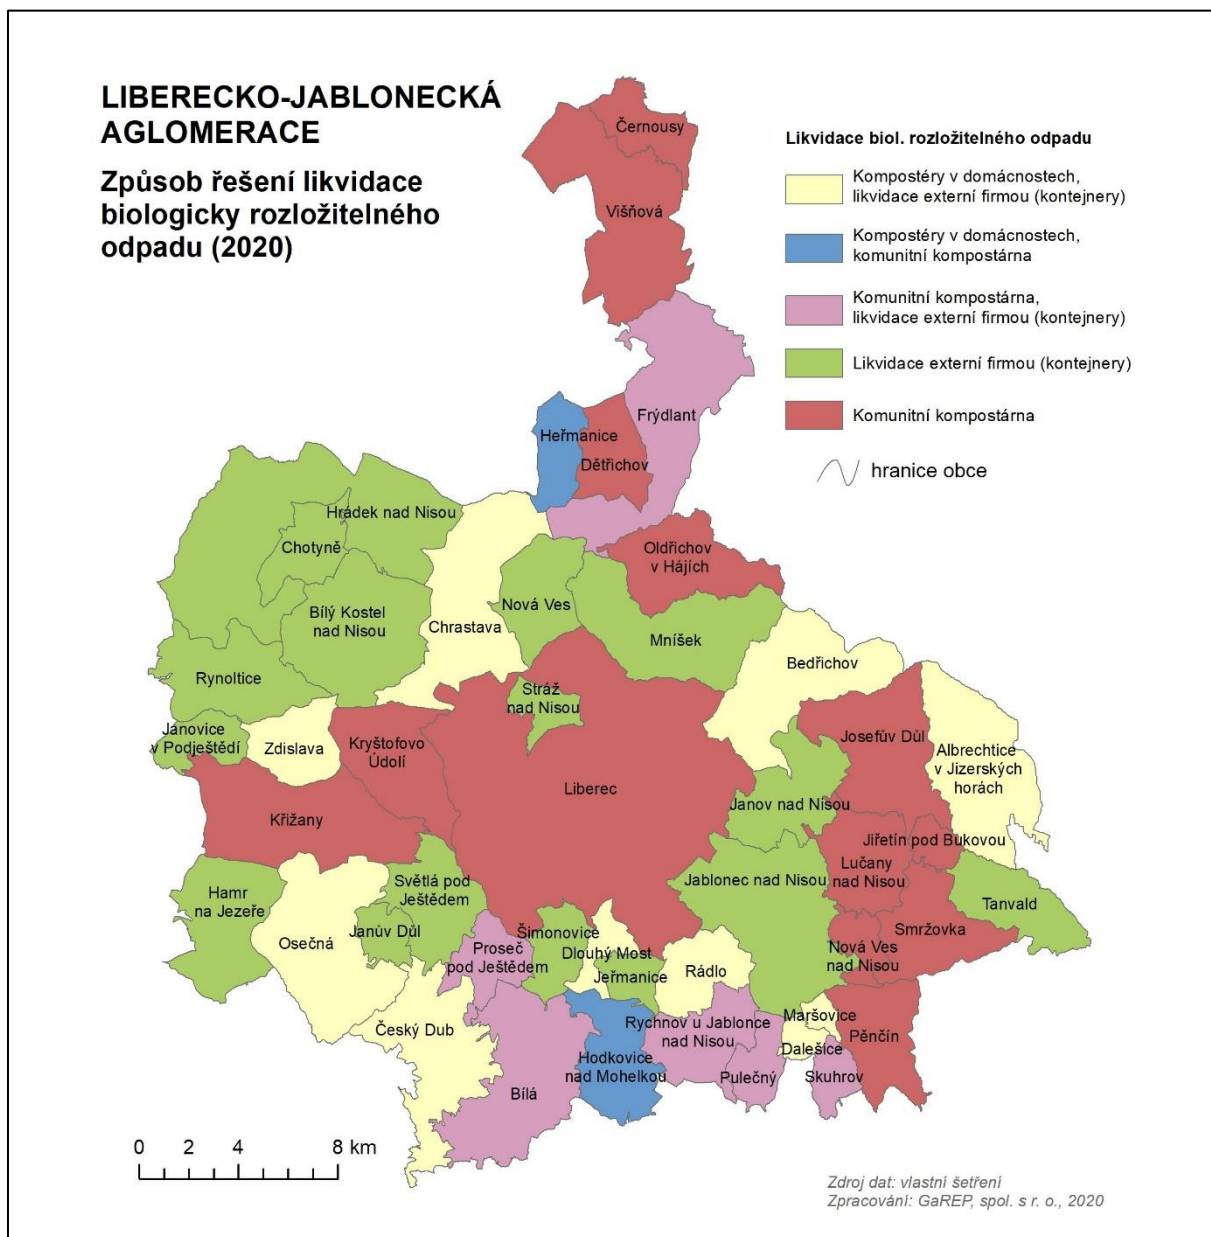 LIBERECKO-JABLONECKÁ
AGLOMERACE
Způsob řešení likvidace
biologicky rozložitelného
odpadu (2020)
Likvidace biol. rozložitelného odpadu
Kompostéry v domácnostech,
likvidace externí firmou (kontejnery)
Kompostéry v domácnostech,
komunitní kompostárna
Komunitní kompostárna,
likvidace externí firmou (kontejnery)
Likvidace externí firmou (kontejnery)
Komunitní kompostárna
hranice obce
Černousy
Višňová
Frýdlant
Heřmanice
Dětřichov
Hrádek nad Nisou
Chotyně
Oldřichov
v Hájích
Bílý Kostel
nad Nisou
Nová Ves
Chrastava
Mníšek
Bedřichov
Rynoltice
Stráž
nad Nisou
Jánovice
v Podještědí
Zdislava
Kryštofovo
Údolí
Josefův Důl
Albrechtice
v Jizerských
horách
Liberec
Janov nad Nisou
Křižany
Jiřetín pod Bukovou
Lučany
nad Nisou
Světlá pod
Ještědem
Jablonec nad Nisou
Hamr
na Jezeře
Tanvald
Janův Důl
Šimonovice
Smržovka
Osečná
Proseč
pod Ještědem
Dlouhý Most
Nová Ves
nad Nisou
Jeřmanice
Rádlo
Maršovice
Český Dub
Rychnov u Jablonce
nad Nisou
Pěnčín
Dalešice
Hodkovice
nad Mohelkou
Pulečný
Skuhrov
Bílá
0 2 4 8 km
Zdroj dat: vlastní šetření
Zpracování: GaREP, spol. s r. o., 2020